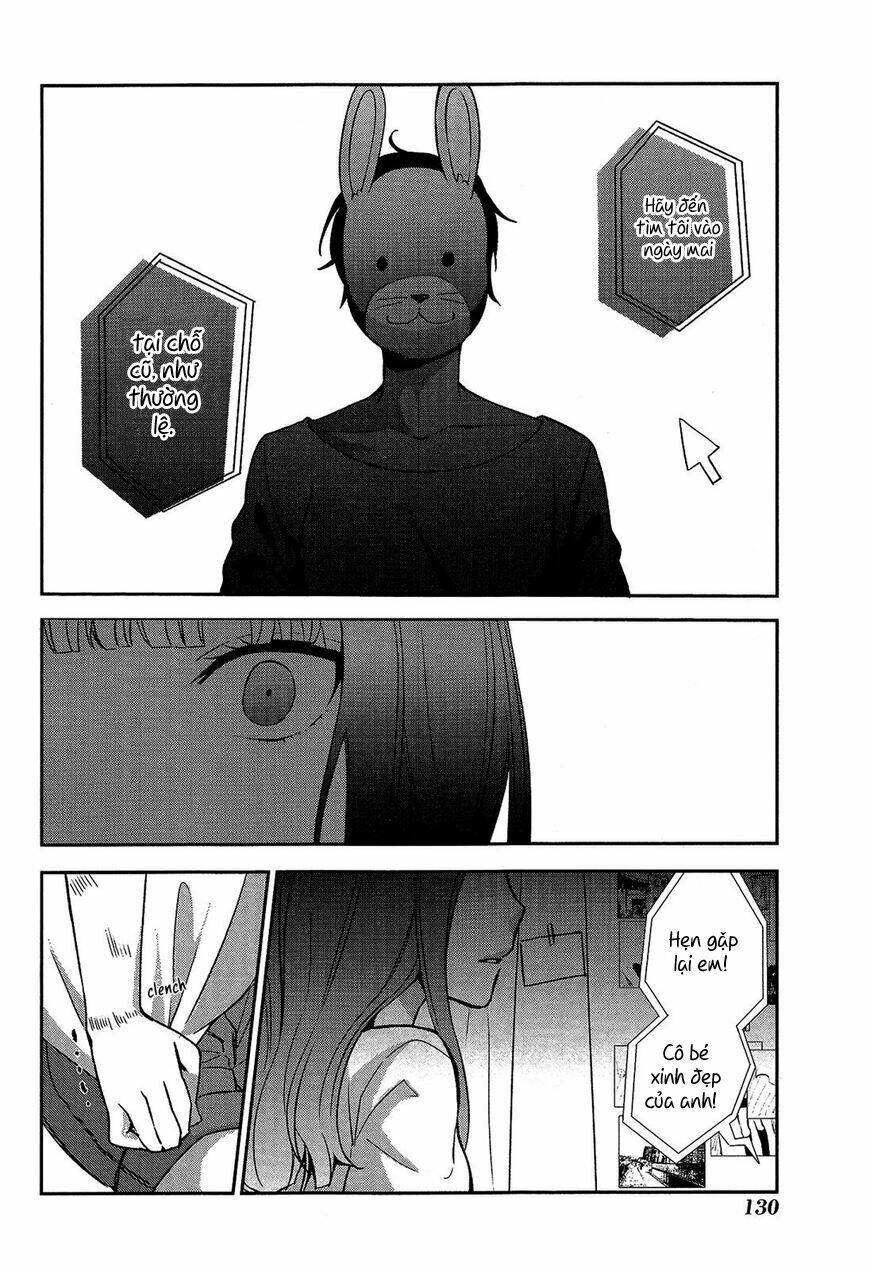 Hãy đến
tìm tôi vào
ngày mai
tại chỗ
cũ, như
thường
lệ.
clench
Hẹn gặp
lại em!
Cô bé
xinh đẹp
của anh!
130